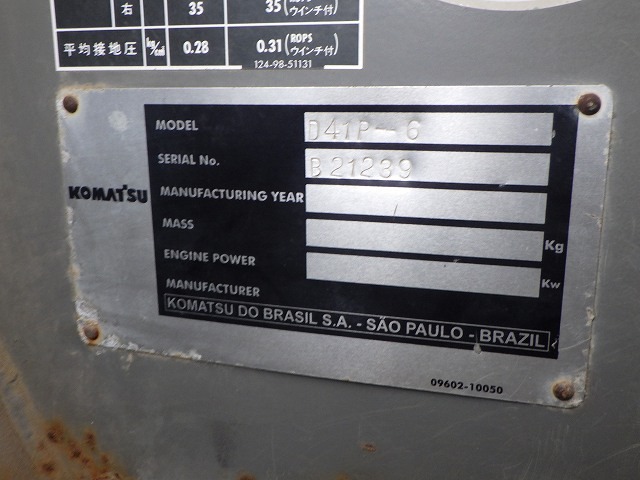 右 35 35 (ウインチ付)
平均接地圧 kg/cm² 0.28 0.31 (ROPS ウインチ付)
124-98-51131
MODEL D41P-6
SERIAL No. B21239
KOMATSU
MANUFACTURING YEAR
MASS Kg
ENGINE POWER Kw
MANUFACTURER
KOMATSU DO BRASIL S.A. - SÃO PAULO - BRAZIL
09602-10050